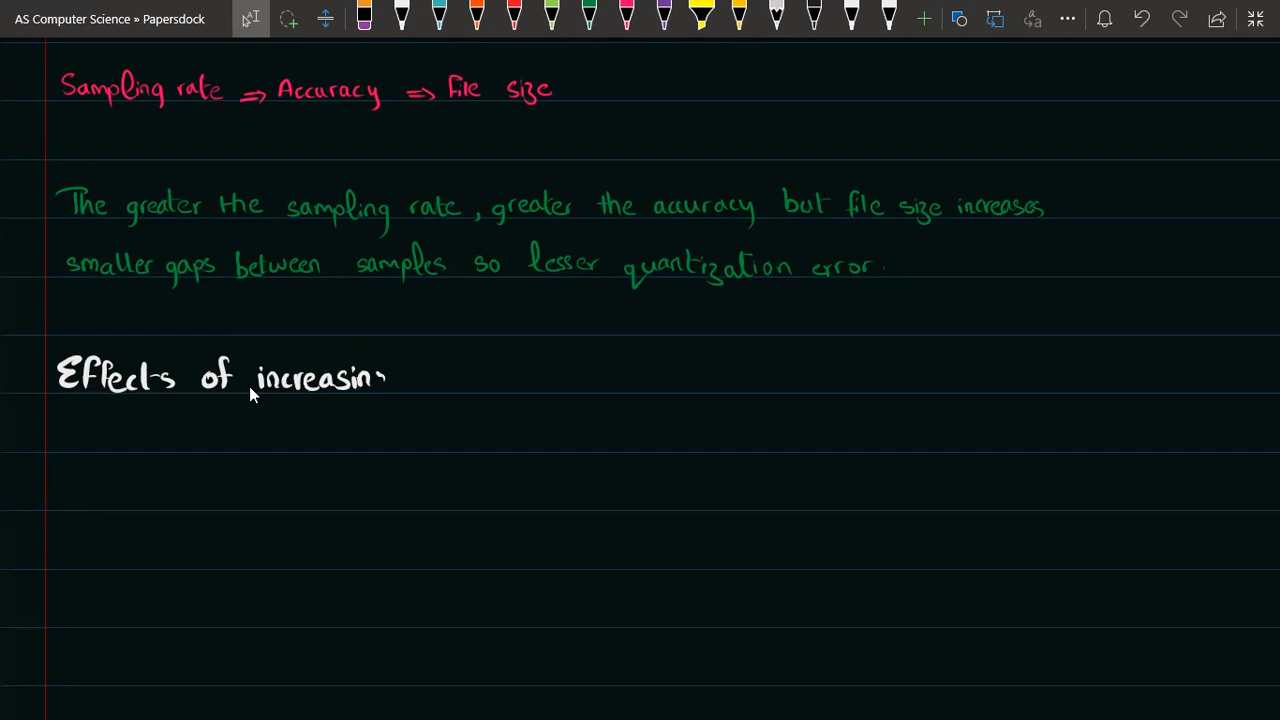 AS Computer Science » Papersdock
Sampling rate ⇒ Accuracy ⇒ File size
The greater the sampling rate, greater the accuracy but file size increases
smaller gaps between samples so lesser quantization error.
Effects of increasin